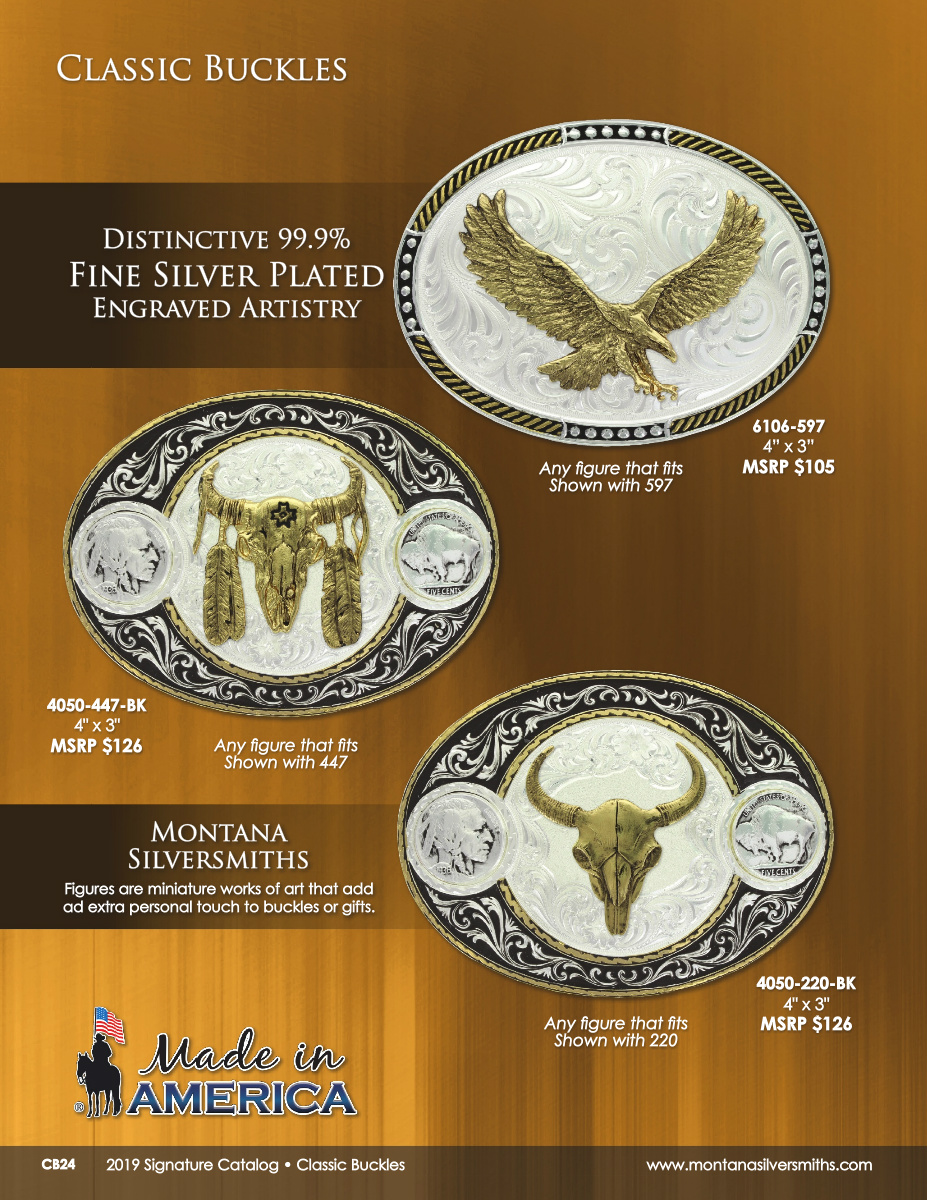 Classic Buckles
Distinctive 99.9%
Fine Silver Plated
Engraved Artistry
6106-597
4” x 3”
MSRP $105
Any figure that fits
Shown with 597
FIVE CENTS
4050-447-BK
4" x 3"
MSRP $126
Any figure that fits
Shown with 447
Montana
Silversmiths
Figures are miniature works of art that add
ad extra personal touch to buckles or gifts.
FIVE CENTS
4050-220-BK
4" x 3"
MSRP $126
Any figure that fits
Shown with 220
Made in
AMERICA
®
CB24 2019 Signature Catalog • Classic Buckles www.montanasilversmiths.com